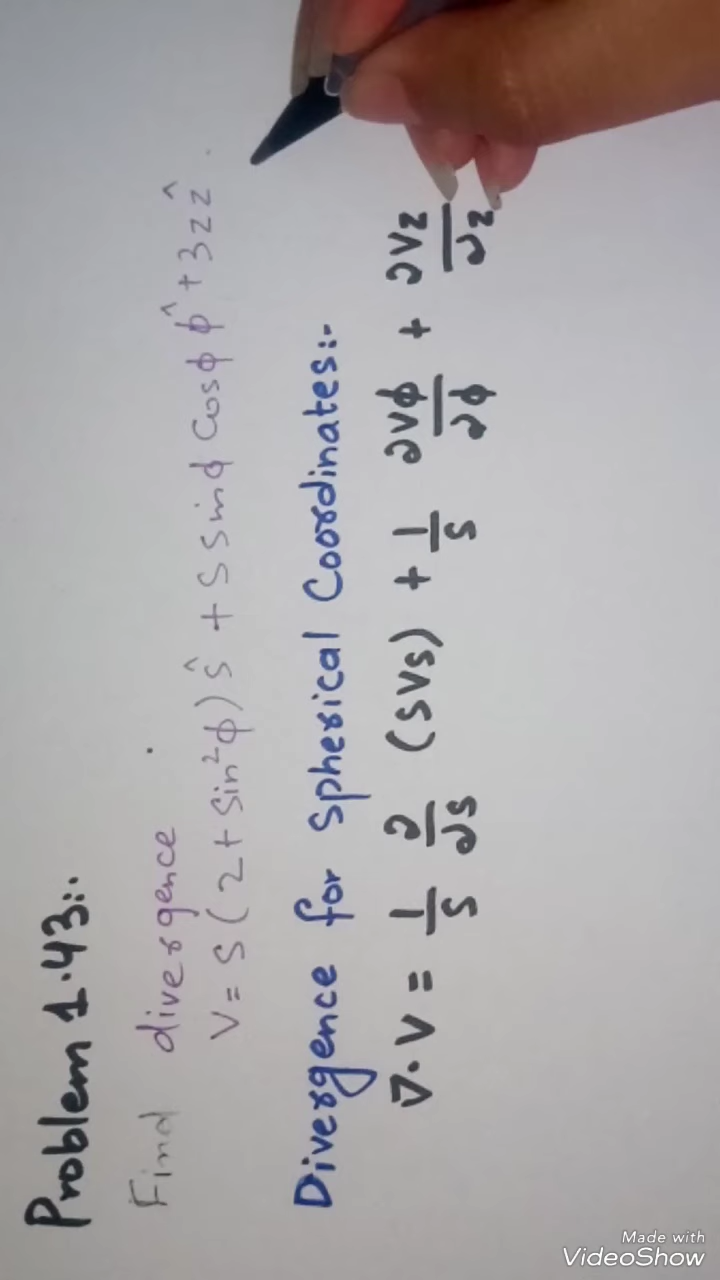 Problem 1.43:-
Find divergence
V = s(2 + sin²φ) ŝ + s sinφ cosφ φ̂ + 3z ẑ.
Divergence for Spherical Coordinates:-
∇̄·V = 1/s ∂/∂s (sVs) + 1/s ∂Vφ/∂φ + ∂Vz/∂z
Made with
VideoShow